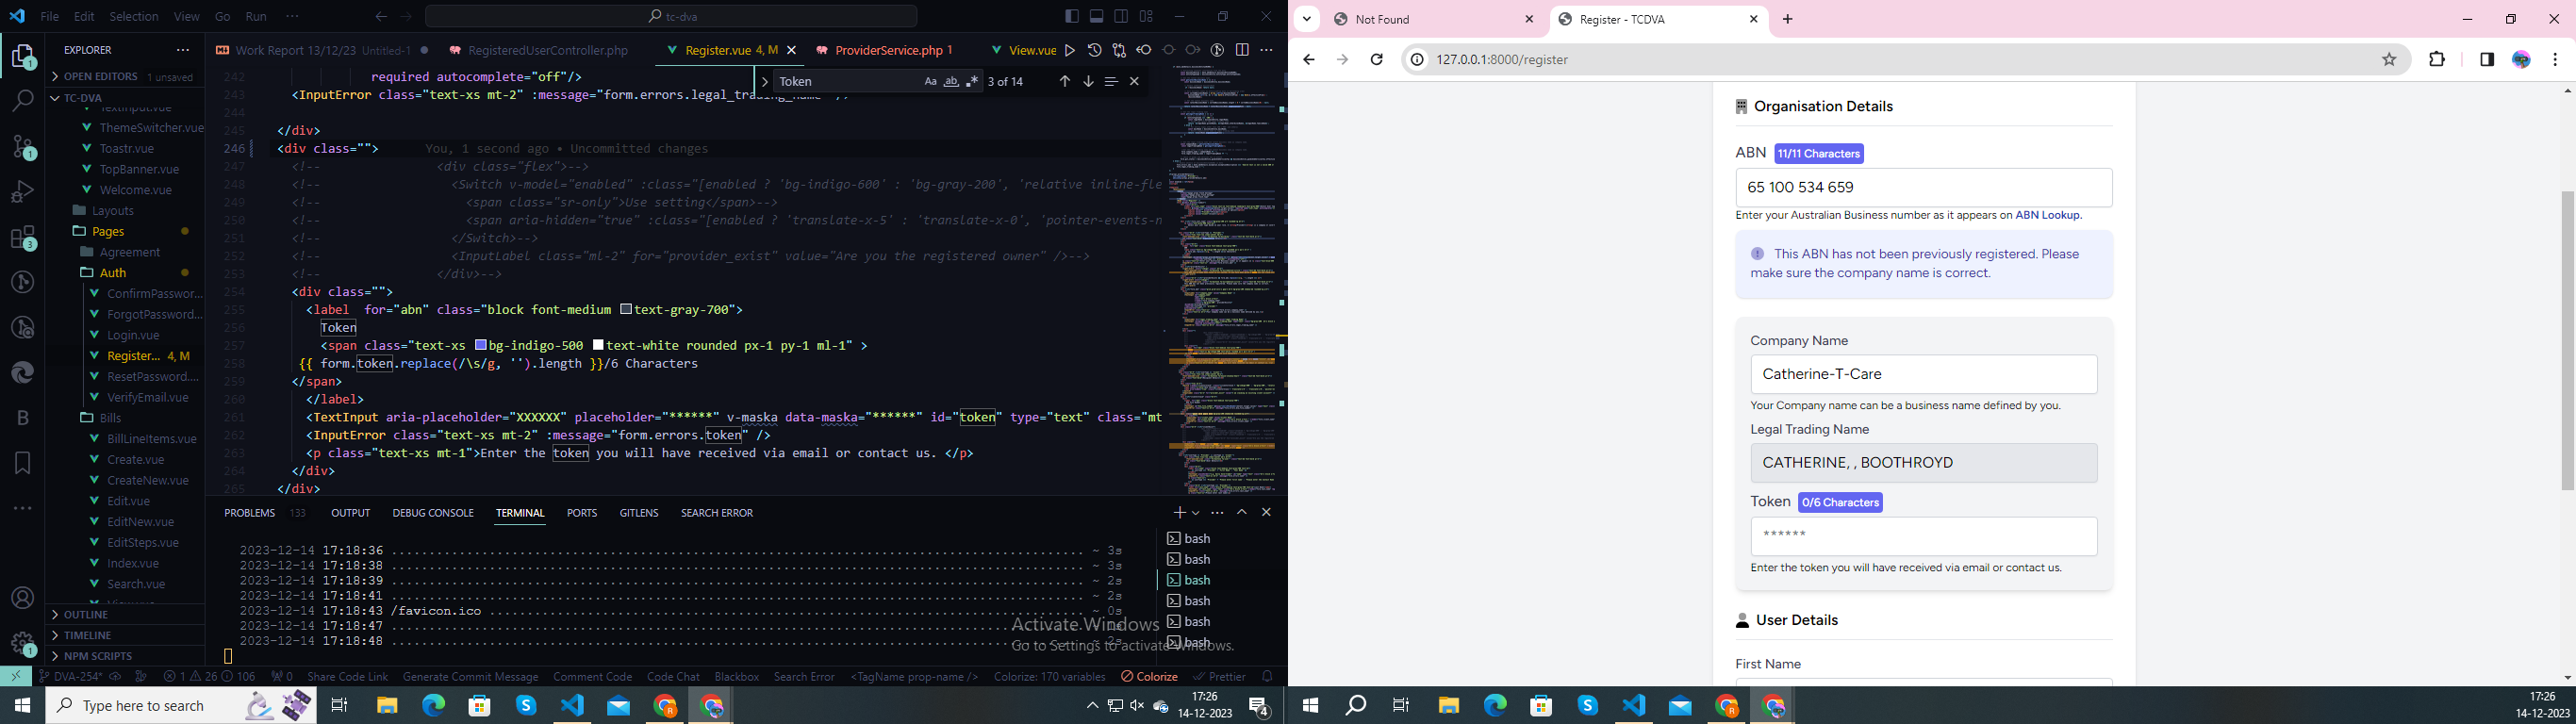 File Edit Selection View Go Run ···
tc-dva
EXPLORER
OPEN EDITORS 1 unsaved
TC-DVA
TextInput.vue
ThemeSwitcher.vue
Toastr.vue
TopBanner.vue
Welcome.vue
Layouts
Pages
Agreement
Auth
ConfirmPasswor...
ForgotPassword...
Login.vue
Register... 4, M
ResetPassword....
VerifyEmail.vue
Bills
BillLineItems.vue
Create.vue
CreateNew.vue
Edit.vue
EditNew.vue
EditSteps.vue
Index.vue
Search.vue
OUTLINE
TIMELINE
NPM SCRIPTS
Work Report 13/12/23 Untitled-1
RegisteredUserController.php
Register.vue 4, M
ProviderService.php 1
View.vue
Token
Aa ab .*
3 of 14
242 required autocomplete="off"/>
243 <InputError class="text-xs mt-2" :message="form.errors.legal_trading_name" />
244
245 </div>
246 <div class=""> You, 1 second ago • Uncommitted changes
247 <!-- <div class="flex">-->
248 <!-- <Switch v-model="enabled" :class="[enabled ? 'bg-indigo-600' : 'bg-gray-200', 'relative inline-fle
249 <!-- <span class="sr-only">Use setting</span>-->
250 <!-- <span aria-hidden="true" :class="[enabled ? 'translate-x-5' : 'translate-x-0', 'pointer-events-n
251 <!-- </Switch>-->
252 <!-- <InputLabel class="ml-2" for="provider_exist" value="Are you the registered owner" />-->
253 <!-- </div>-->
254 <div class="">
255 <label for="abn" class="block font-medium text-gray-700">
256 Token
257 <span class="text-xs bg-indigo-500 text-white rounded px-1 py-1 ml-1" >
258 {{ form.token.replace(/\s/g, '').length }}/6 Characters
259 </span>
260 </label>
261 <TextInput aria-placeholder="XXXXXX" placeholder="******" v-maska data-maska="******" id="token" type="text" class="mt
262 <InputError class="text-xs mt-2" :message="form.errors.token" />
263 <p class="text-xs mt-1">Enter the token you will have received via email or contact us. </p>
264 </div>
265 </div>
PROBLEMS 133 OUTPUT DEBUG CONSOLE TERMINAL PORTS GITLENS SEARCH ERROR
2023-12-14 17:18:36 ~ 3s
2023-12-14 17:18:38 ~ 3s
2023-12-14 17:18:39 ~ 2s
2023-12-14 17:18:41 ~ 2s
2023-12-14 17:18:43 /favicon.ico ~ 0s
2023-12-14 17:18:47
2023-12-14 17:18:48
bash
bash
bash
bash
bash
bash
Activate Windows
Go to Settings to activate Windows.
DVA-254* 1 26 106 0 Share Code Link Generate Commit Message Comment Code Code Chat Blackbox Search Error <TagName prop-name /> Colorize: 170 variables Colorize Prettier
Type here to search
17:26
14-12-2023
4
Not Found
Register - TCDVA
127.0.0.1:8000/register
Organisation Details
ABN 11/11 Characters
65 100 534 659
Enter your Australian Business number as it appears on ABN Lookup.
This ABN has not been previously registered. Please
make sure the company name is correct.
Company Name
Catherine-T-Care
Your Company name can be a business name defined by you.
Legal Trading Name
CATHERINE, , BOOTHROYD
Token 0/6 Characters
******
Enter the token you will have received via email or contact us.
User Details
First Name
17:26
14-12-2023